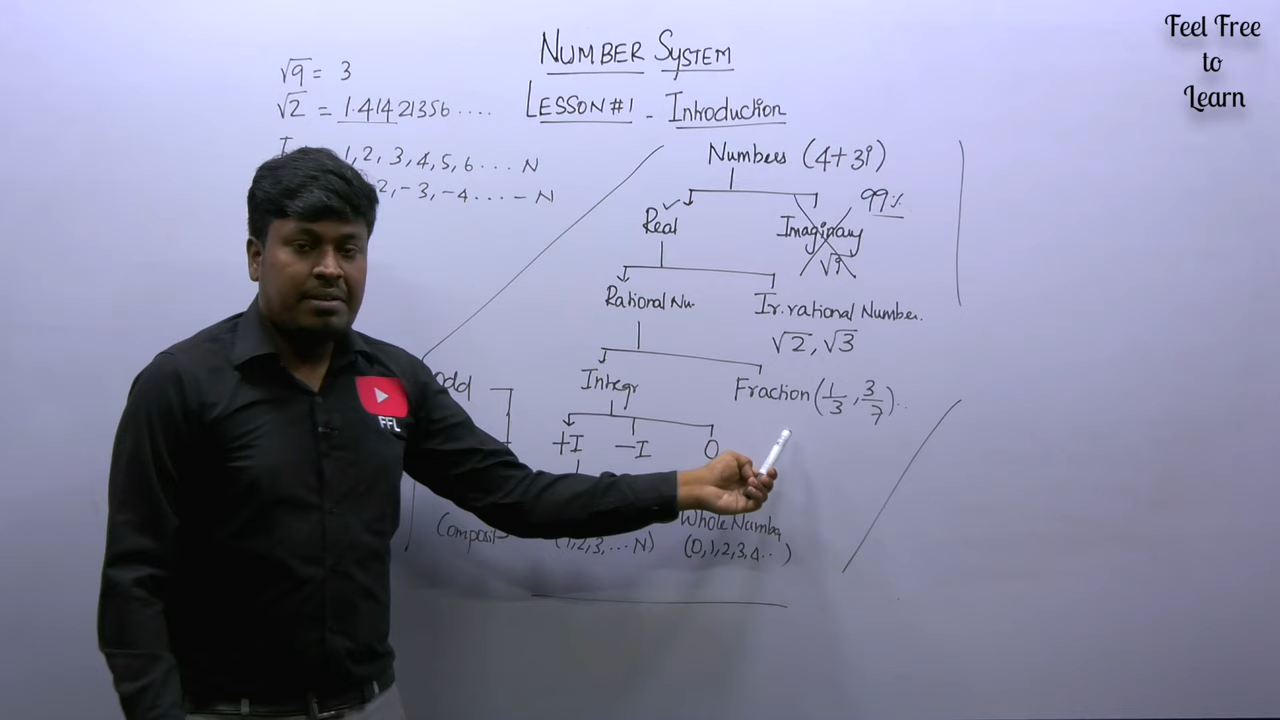 Feel Free
to
Learn
NUMBER SYSTEM
LESSON #1 - Introduction
√9 = 3
√2 = 1.41421356....
1, 2, 3, 4, 5, 6... N
2, -3, -4..... - N
Numbers (4+3i)
99%
Real
Imaginary
Rational Nu.
Ir.rational Number.
√2, √3
Integr
Fraction (1/3, 3/7)..
odd
+I -I 0
Composit
Whole Number
(1,2,3,...N) (0,1,2,3,4..)
FFL